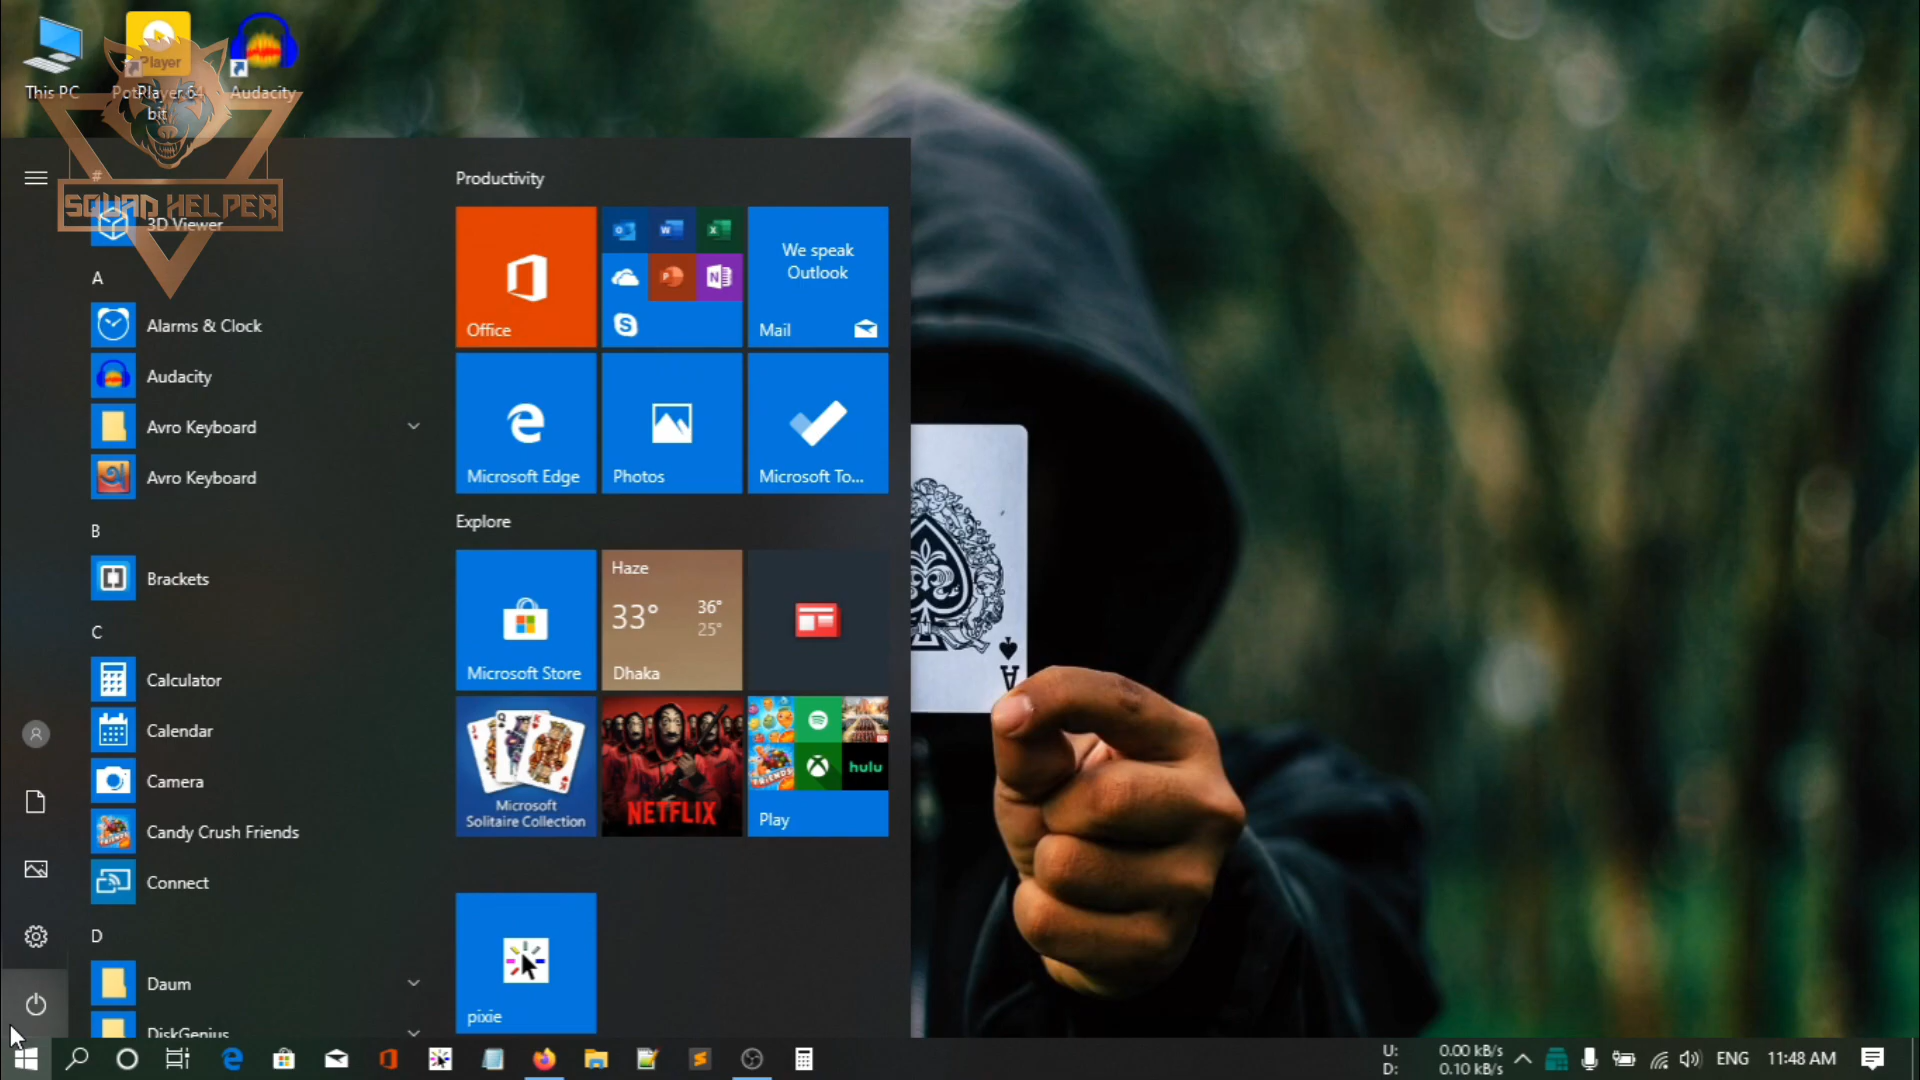 This PC
PotPlayer 64 bit
Audacity
Player
SQUAD HELPER
#
3D Viewer
A
Alarms & Clock
Audacity
Avro Keyboard
Avro Keyboard
B
Brackets
C
Calculator
Calendar
Camera
Candy Crush Friends
Connect
D
Daum
DiskGenius
Productivity
Office
We speak
Outlook
Mail
Microsoft Edge
Photos
Microsoft To...
Explore
Microsoft Store
Haze
33°
36°
25°
Dhaka
Microsoft
Solitaire Collection
NETFLIX
hulu
Play
pixie
A
U: 0.00 kB/s
D: 0.10 kB/s
ENG
11:48 AM